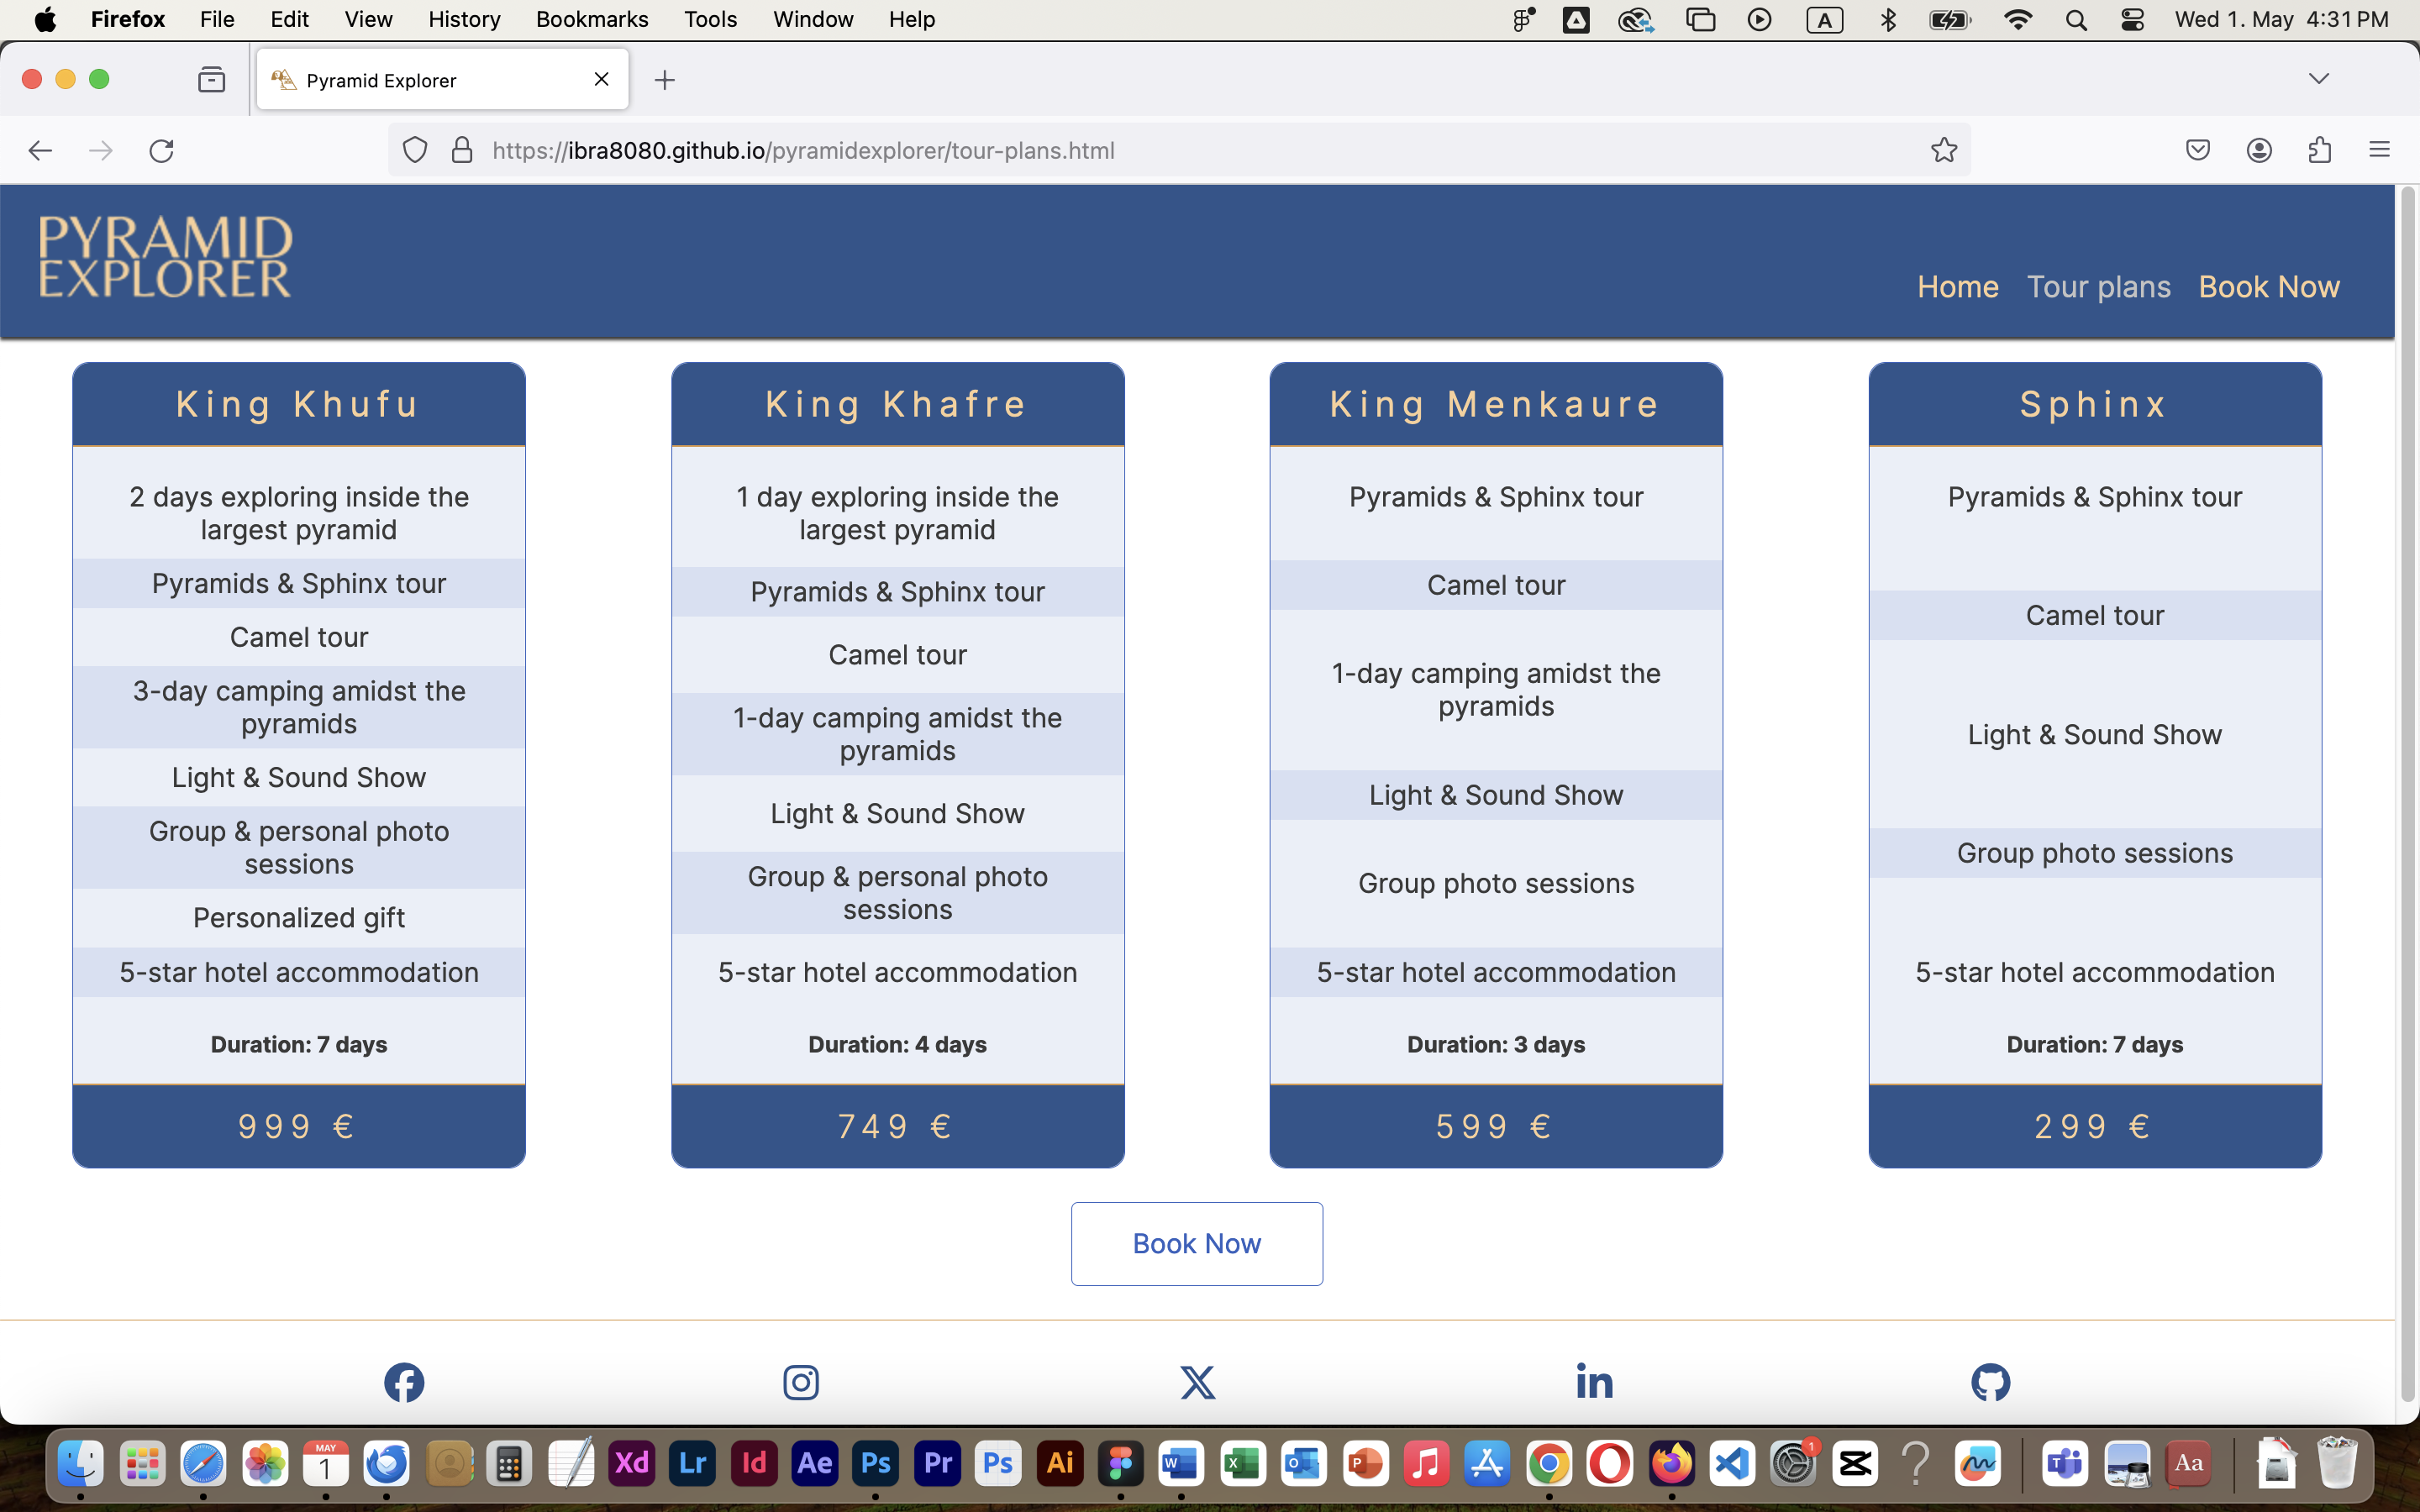 Firefox File Edit View History Bookmarks Tools Window Help A Wed 1. May 4:31 PM
Pyramid Explorer
https://ibra8080.github.io/pyramidexplorer/tour-plans.html
PYRAMID
EXPLORER
Home Tour plans Book Now
King Khufu
2 days exploring inside the
largest pyramid
Pyramids & Sphinx tour
Camel tour
3-day camping amidst the
pyramids
Light & Sound Show
Group & personal photo
sessions
Personalized gift
5-star hotel accommodation
Duration: 7 days
999 €
King Khafre
1 day exploring inside the
largest pyramid
Pyramids & Sphinx tour
Camel tour
1-day camping amidst the
pyramids
Light & Sound Show
Group & personal photo
sessions
5-star hotel accommodation
Duration: 4 days
749 €
King Menkaure
Pyramids & Sphinx tour
Camel tour
1-day camping amidst the
pyramids
Light & Sound Show
Group photo sessions
5-star hotel accommodation
Duration: 3 days
599 €
Sphinx
Pyramids & Sphinx tour
Camel tour
Light & Sound Show
Group photo sessions
5-star hotel accommodation
Duration: 7 days
299 €
Book Now
in
MAY
1
Xd Lr Id Ae Ps Pr Ps Ai W X O P 1 ? T Aa